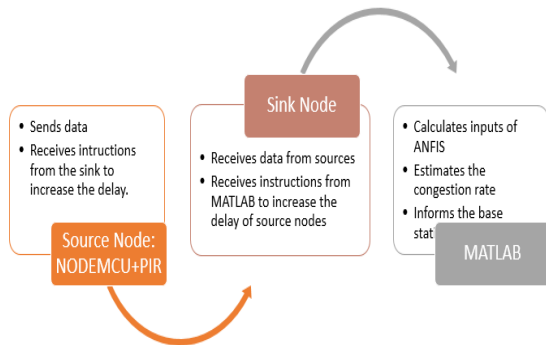 • Sends data
• Receives intructions
from the sink to
increase the delay.
Source Node:
NODEMCU+PIR
Sink Node
• Receives data from sources
• Receives instructions from
MATLAB to increase the
delay of source nodes
• Calculates inputs of
ANFIS
• Estimates the
congestion rate
• Informs the base
MATLAB